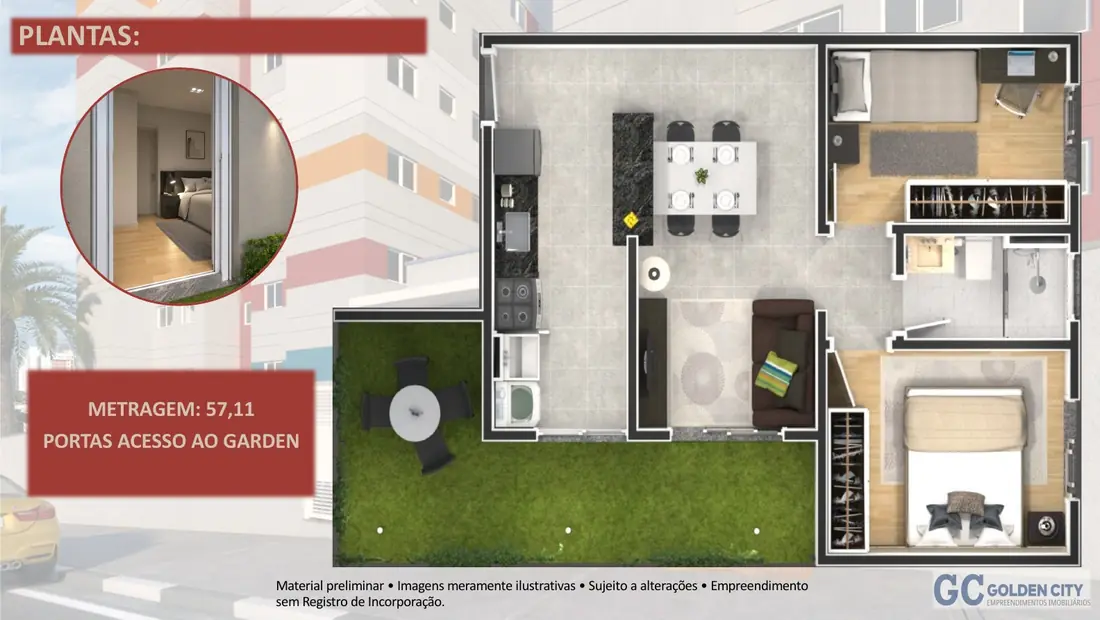 PLANTAS:
METRAGEM: 57,11
PORTAS ACESSO AO GARDEN
Material preliminar • Imagens meramente ilustrativas • Sujeito a alterações • Empreendimento
sem Registro de Incorporação.
GC GOLDEN CITY
EMPREENDIMENTOS IMOBILIÁRIOS